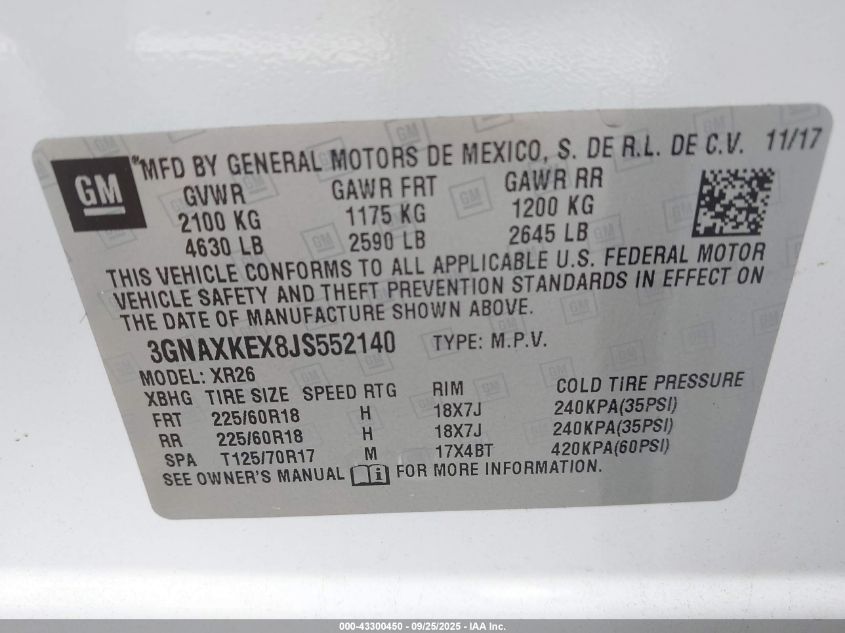 GM
"MFD BY GENERAL MOTORS DE MEXICO, S. DE R.L. DE C.V. 11/17
GVWR GAWR FRT GAWR RR
2100 KG 1175 KG 1200 KG
4630 LB 2590 LB 2645 LB
THIS VEHICLE CONFORMS TO ALL APPLICABLE U.S. FEDERAL MOTOR
VEHICLE SAFETY AND THEFT PREVENTION STANDARDS IN EFFECT ON
THE DATE OF MANUFACTURE SHOWN ABOVE.
3GNAXKEX8JS552140 TYPE: M.P.V.
MODEL: XR26
XBHG TIRE SIZE SPEED RTG RIM COLD TIRE PRESSURE
FRT 225/60R18 H 18X7J 240KPA(35PSI)
RR 225/60R18 H 18X7J 240KPA(35PSI)
SPA T125/70R17 M 17X4BT 420KPA(60PSI)
SEE OWNER'S MANUAL FOR MORE INFORMATION.
000-43300450 - 09/25/2025 - IAA Inc.